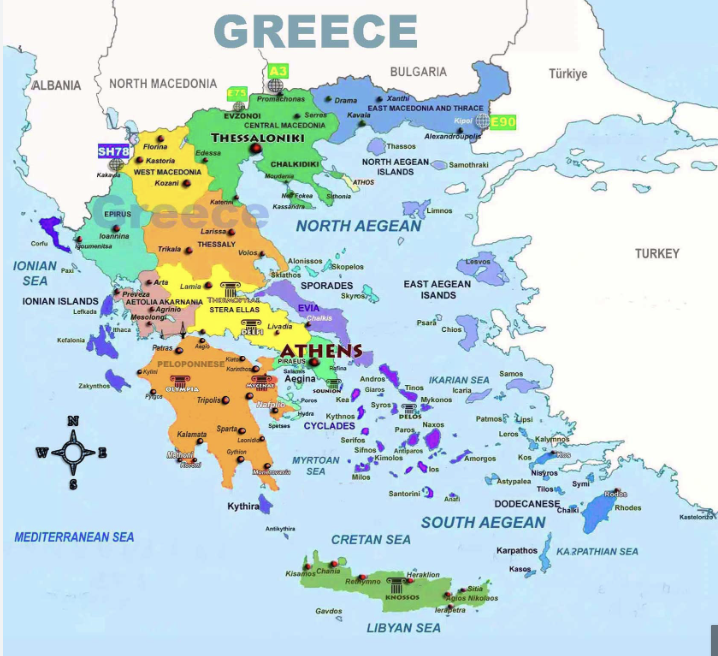 GREECE
A3
BULGARIA
Türkiye
ALBANIA
NORTH MACEDONIA
E75
Promachonas
Drama
Xanthi
EAST MACEDONIA AND THRACE
EVZONOI
Serres
Kavala
Kipoi
E90
CENTRAL MACEDONIA
Alexandroupolis
THESSALONIKI
SH78
Florina
Kastoria
Edessa
Thassos
NORTH AEGEAN
ISLANDS
Samothraki
Kakavia
WEST MACEDONIA
Kozani
CHALKIDIKI
Moudania
ATHOS
Nea Fokea
Sithonia
Kassandra
Katerini
Greece
EPIRUS
Ioannina
Igoumenitsa
Corfu
Limnos
NORTH AEGEAN
Larissa
THESSALY
Trikala
Volos
TURKEY
IONIAN
SEA
Paxi
Alonissos
Skopelos
Skiathos
Lesvos
Arta
Preveza
Lamia
THERMOPILAI
SPORADES
Skyros
EAST AEGEAN
ISANDS
IONIAN ISLANDS
Lefkada
AETOLIA AKARNANIA
Agrinio
Mesolongi
STERA ELLAS
EVIA
Chalkis
DELFI
Livadia
Psara
Chios
Ithaca
Kefalonia
Patras
Aegio
ATHENS
PIRAEUS
Rafina
PELOPONNESE
Kiato
Korinthos
Salamis
Kylini
OLYMPIA
MYCENAE
Aegina
SOUNION
Zakynthos
Pyrgos
Tripolis
Nafplio
Poros
Hydra
Spetses
Andros
Giaros
Tinos
IKARIAN SEA
Samos
Icaria
Kea
Syros
Mykonos
DELOS
Kythnos
CYCLADES
Paros
Naxos
Patmos
Lipsi
Leros
Kalymnos
Kalamata
Sparta
Leonidio
Serifos
Sifnos
Antiparos
Kimolos
Milos
Ios
Amorgos
Kos
Kos
N
W
E
S
Methoni
Koroni
Gythion
Monemvasia
MYRTOAN
SEA
Nisyros
Astypalea
Tilos
Symi
Santorini
Anafi
Rodos
Rhodes
DODECANESE
Chalki
Kastelorizo
Kythira
SOUTH AEGEAN
Antikythira
MEDITERRANEAN SEA
CRETAN SEA
Karpathos
KARPATHIAN SEA
Kasos
Kisamos
Chania
Rethymno
Heraklion
KNOSSOS
Sitia
Agios Nikolaos
Ierapetra
Gavdos
LIBYAN SEA